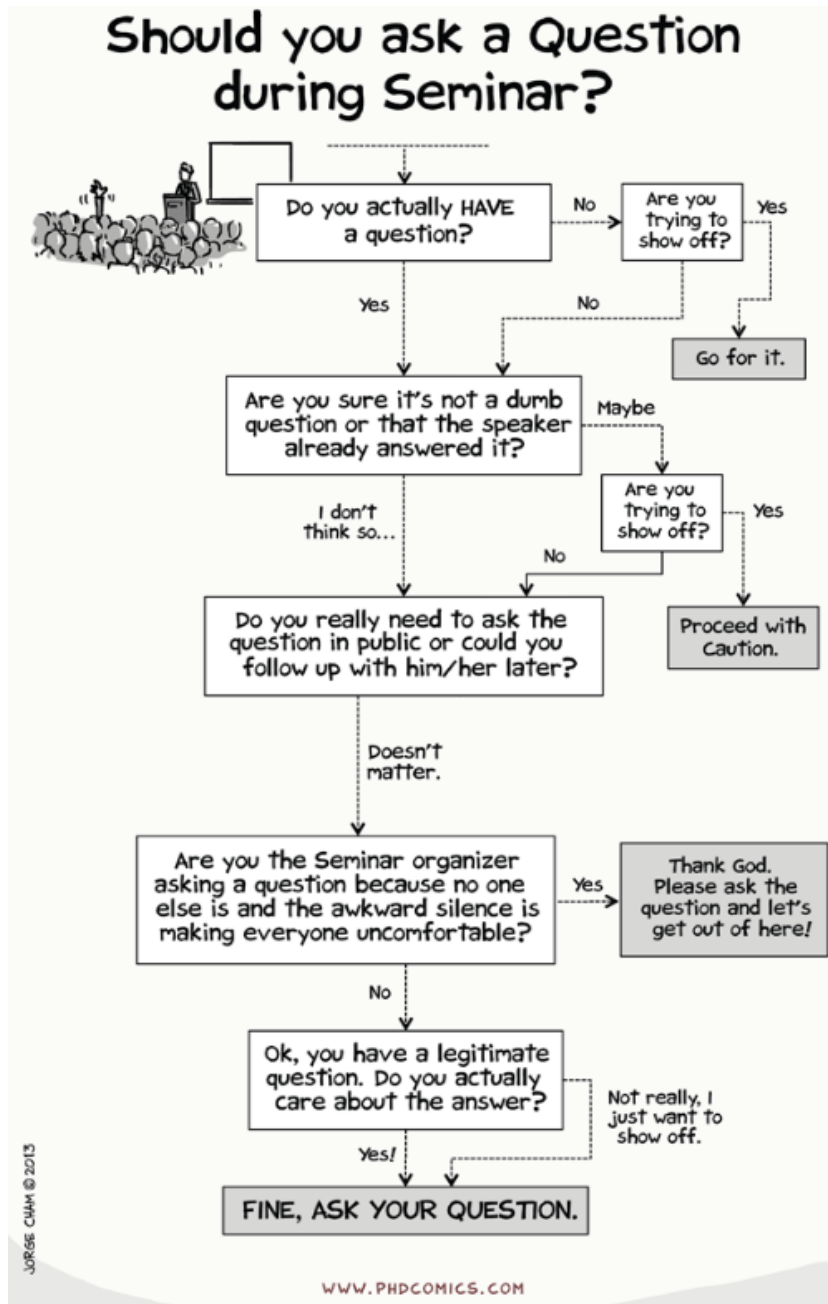 Should you ask a Question
during Seminar?
Do you actually HAVE
a question?
No
Are you
trying to
show off?
Yes
Go for it.
Yes
No
Are you sure it's not a dumb
question or that the speaker
already answered it?
Maybe
Are you
trying to
show off?
Yes
Proceed with
Caution.
I don't
think so...
No
Do you really need to ask the
question in public or could you
follow up with him/her later?
Doesn't
matter.
Are you the Seminar organizer
asking a question because no one
else is and the awkward silence is
making everyone uncomfortable?
Yes
Thank God.
Please ask the
question and let's
get out of here!
No
Ok, you have a legitimate
question. Do you actually
care about the answer?
Not really, I
just want to
show off.
Yes!
FINE, ASK YOUR QUESTION.
JORGE CHAM © 2013
WWW.PHDCOMICS.COM